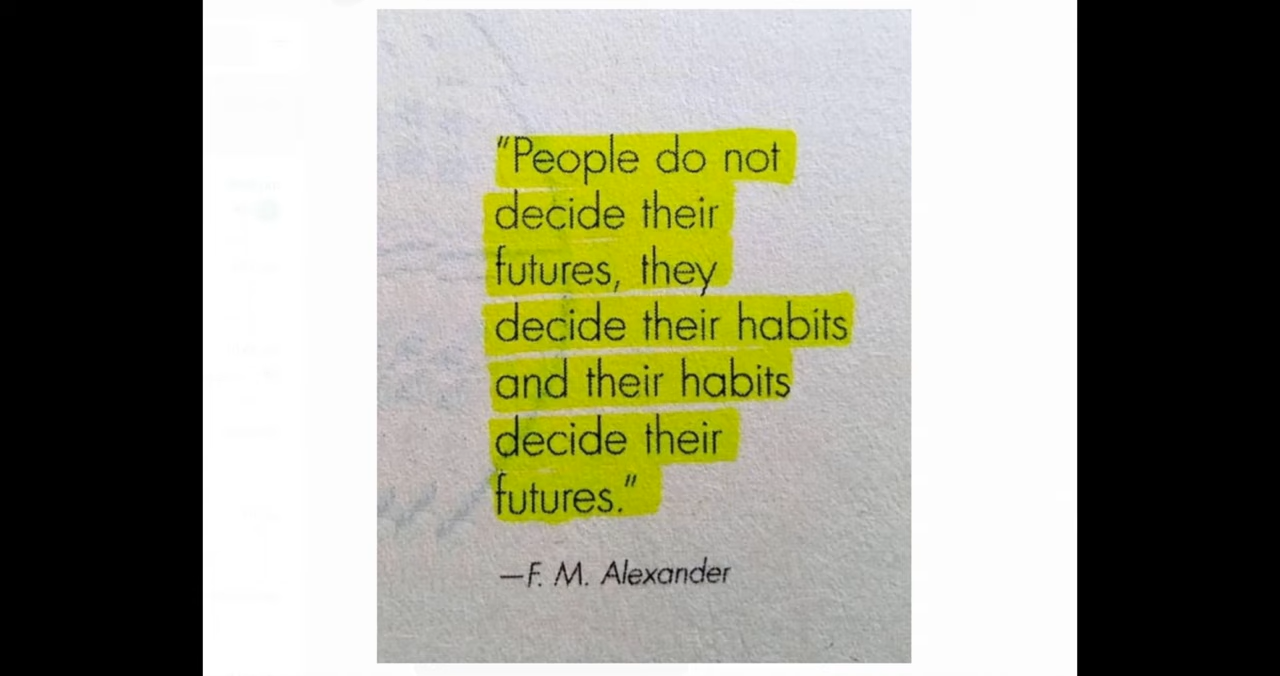 "People do not
decide their
futures, they
decide their habits
and their habits
decide their
futures."
—F. M. Alexander